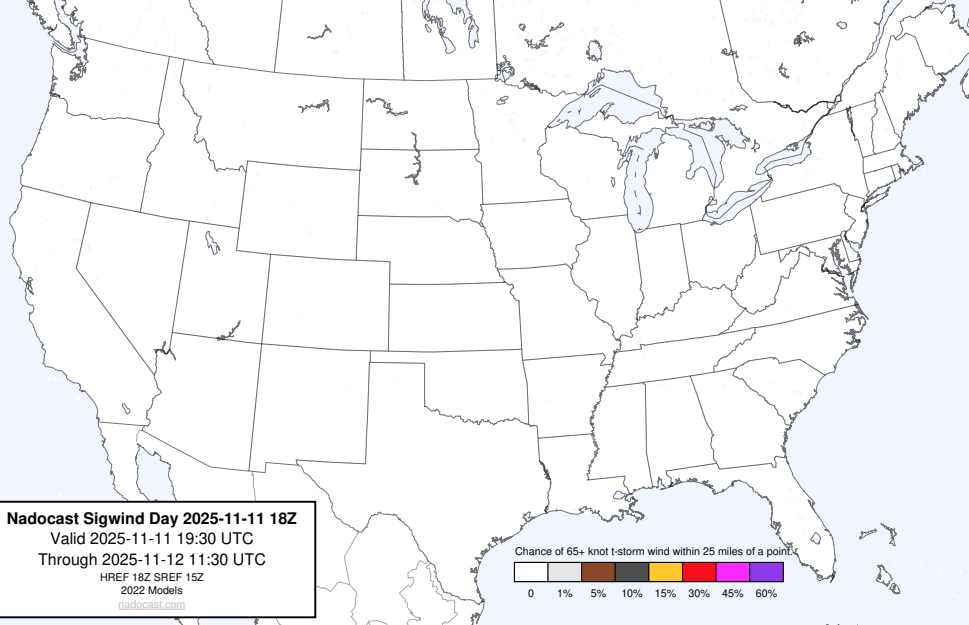 Nadocast Sigwind Day 2025-11-11 18Z
Valid 2025-11-11 19:30 UTC
Through 2025-11-12 11:30 UTC
HREF 18Z SREF 15Z
2022 Models
nadocast.com
Chance of 65+ knot t-storm wind within 25 miles of a point.
0 1% 5% 10% 15% 30% 45% 60%